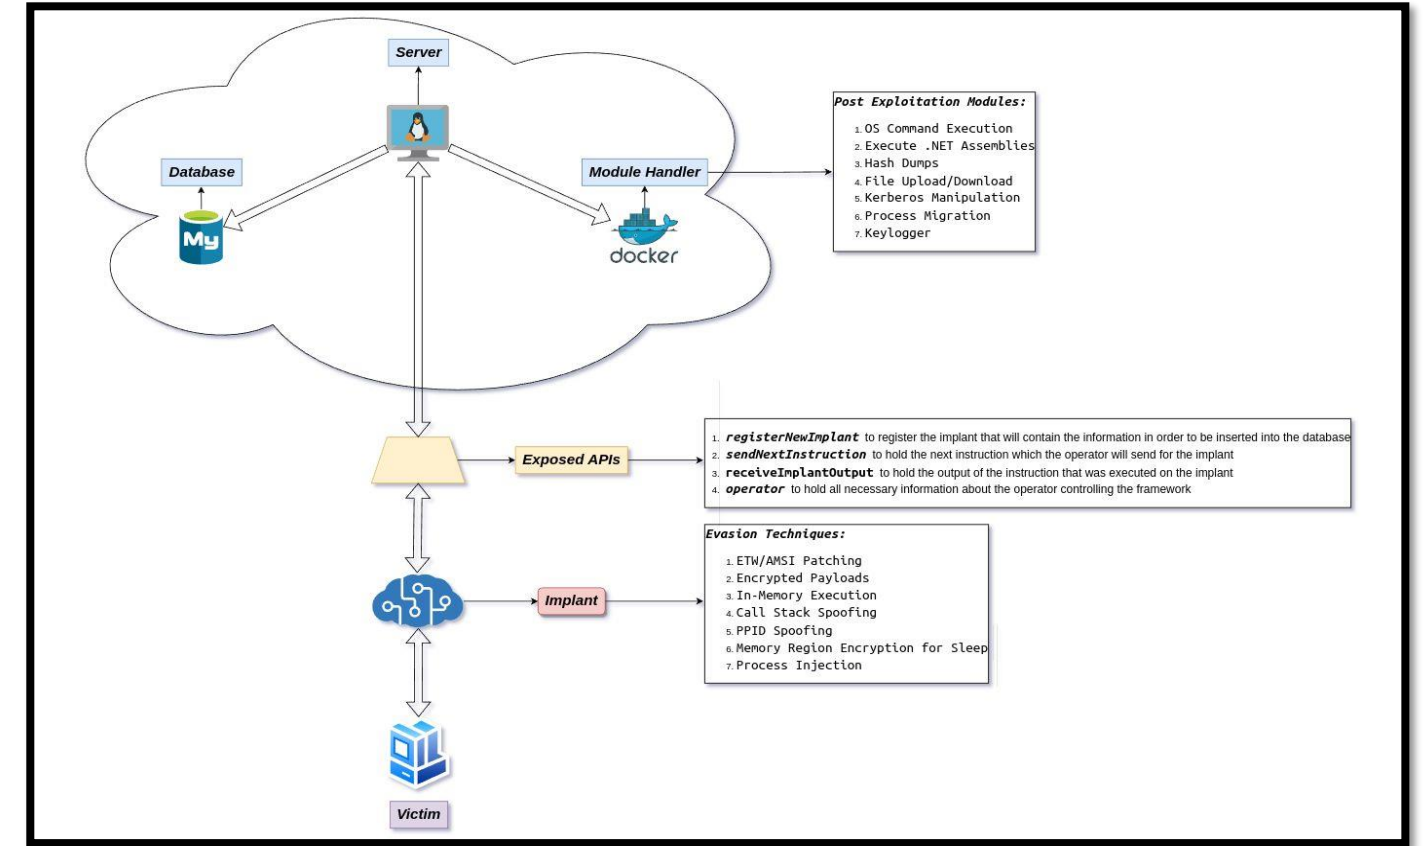 Server
Database
My
Module Handler
docker
Post Exploitation Modules:
1. OS Command Execution
2. Execute .NET Assemblies
3. Hash Dumps
4. File Upload/Download
5. Kerberos Manipulation
6. Process Migration
7. Keylogger
Exposed APIs
1. registerNewImplant to register the implant that will contain the information in order to be inserted into the database
2. sendNextInstruction to hold the next instruction which the operator will send for the implant
3. receiveImplantOutput to hold the output of the instruction that was executed on the implant
4. operator to hold all necessary information about the operator controlling the framework
Implant
Evasion Techniques:
1. ETW/AMSI Patching
2. Encrypted Payloads
3. In-Memory Execution
4. Call Stack Spoofing
5. PPID Spoofing
6. Memory Region Encryption for Sleep
7. Process Injection
Victim